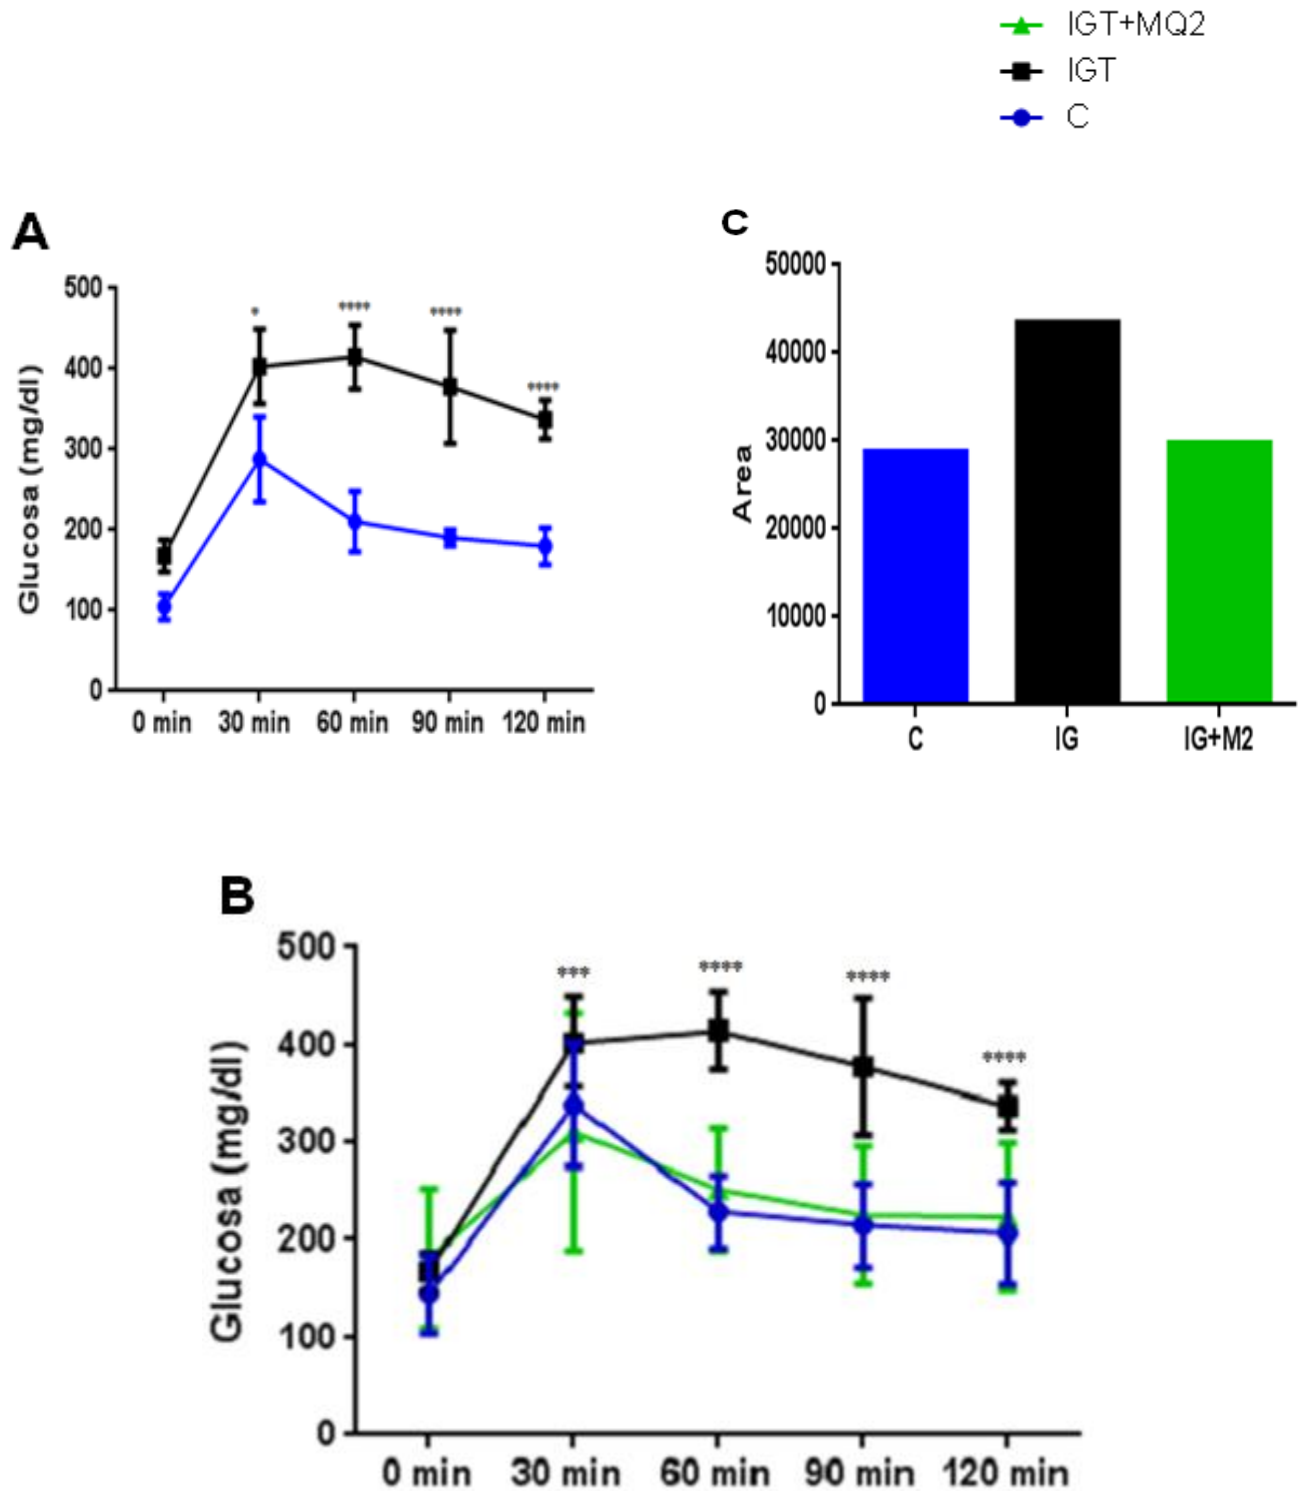 IGT+MQ2
IGT
C
A
Glucosa (mg/dl)
500
400
300
200
100
0
*
****
****
****
0 min 30 min 60 min 90 min 120 min
C
Area
50000
40000
30000
20000
10000
0
C IG IG+M2
B
Glucosa (mg/dl)
500
400
300
200
100
0
***
****
****
****
0 min 30 min 60 min 90 min 120 min